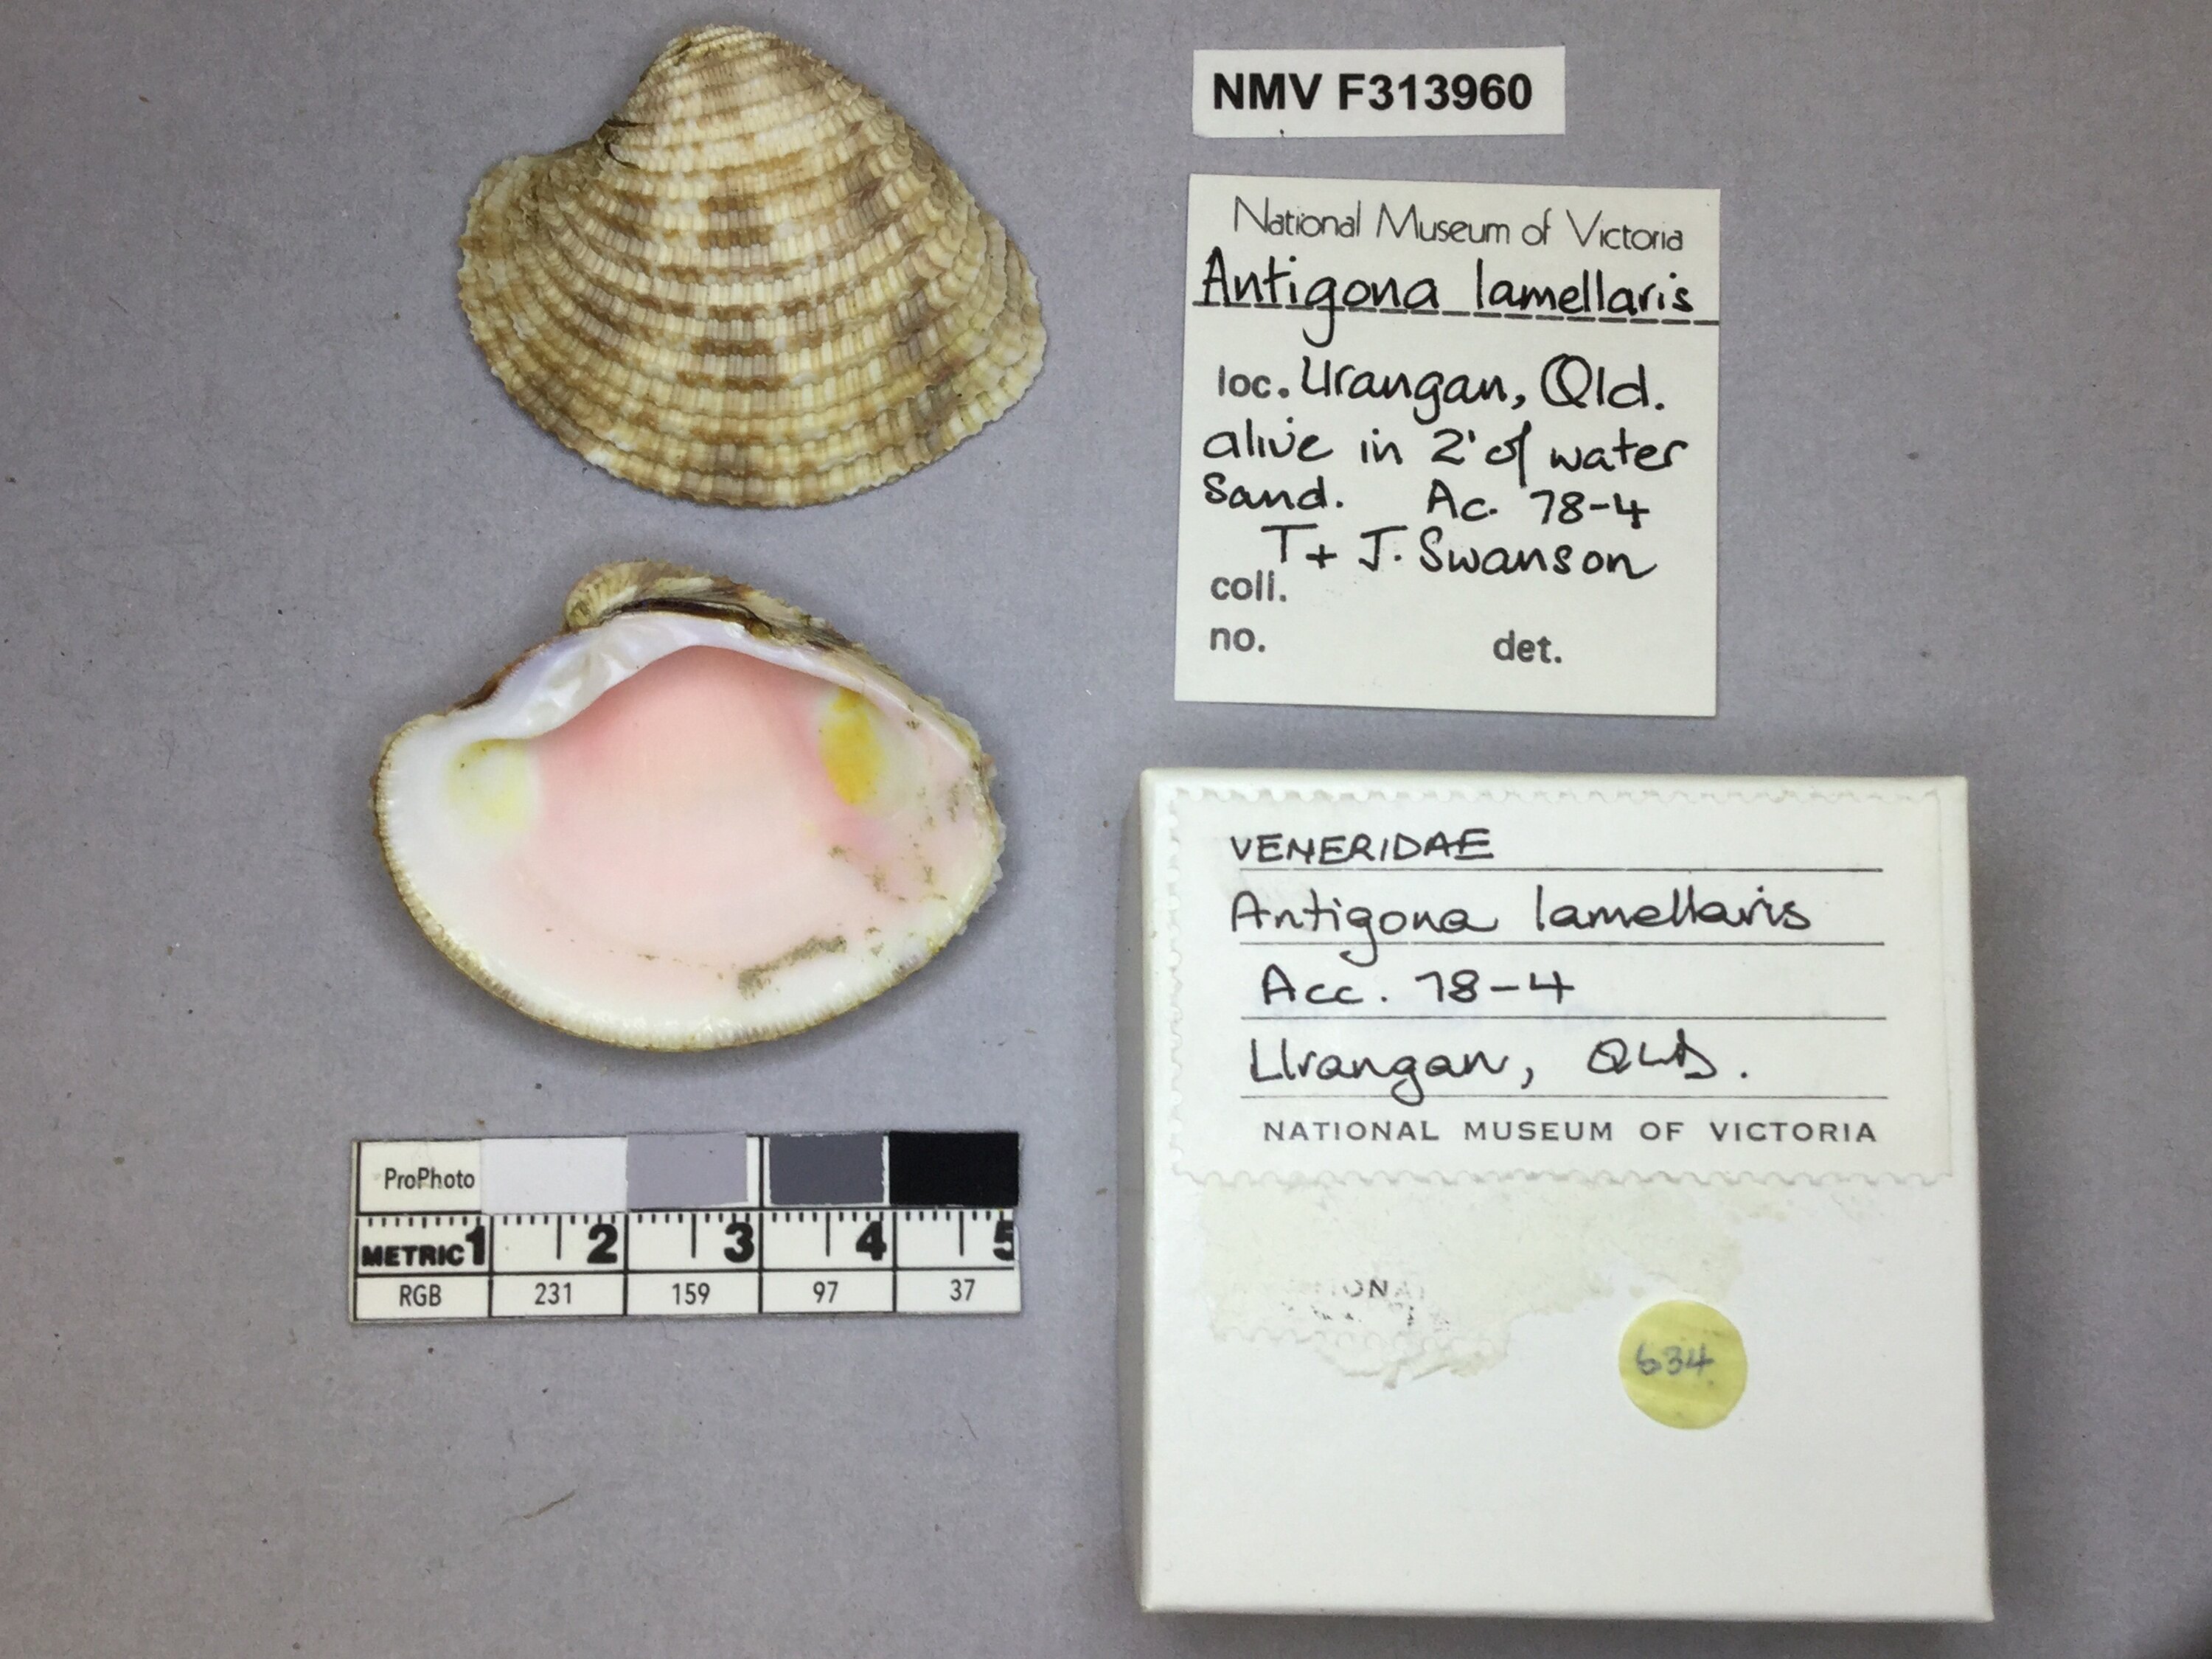 NMV F313960
National Museum of Victoria
Antigona lamellaris
loc. Urangan, Qld.
alive in 2' of water
Sand. Ac. 78-4
T + J. Swanson
coll.
no. det.
VENERIDAE
Antigona lamellaris
Acc. 78-4
Urangan, QLD.
NATIONAL MUSEUM OF VICTORIA
634
ProPhoto
METRIC 1 2 3 4 5
RGB 231 159 97 37